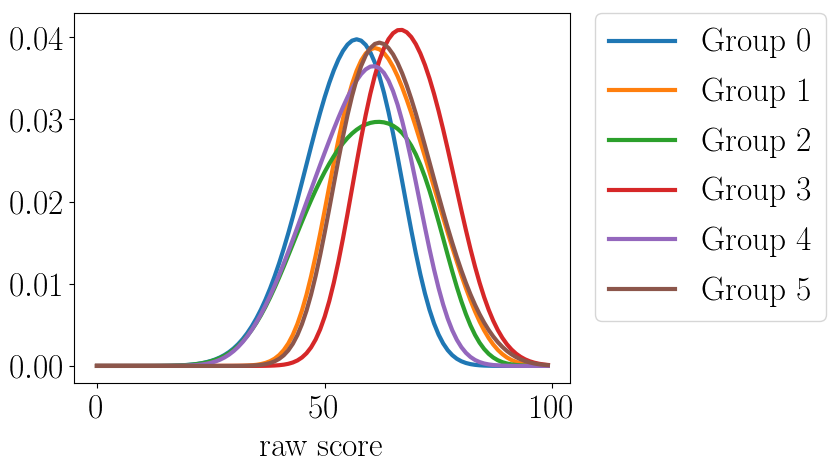 0.04
0.03
0.02
0.01
0.00
0 50 100
raw score
Group 0
Group 1
Group 2
Group 3
Group 4
Group 5